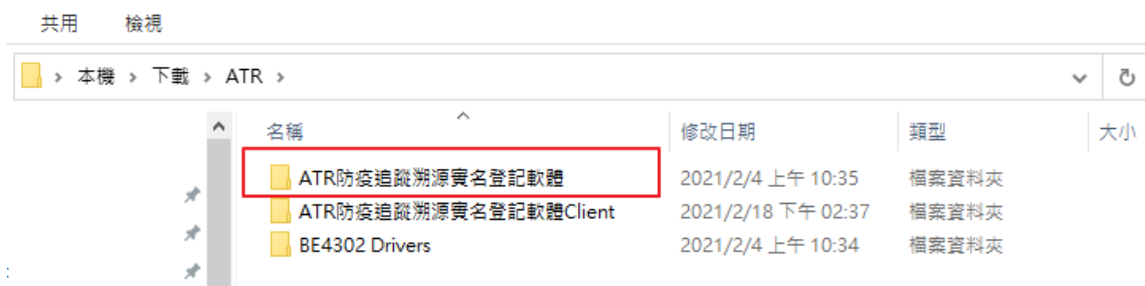 共用 檢視
本機 > 下載 > ATR >
名稱 修改日期 類型 大小
ATR防疫追蹤溯源實名登記軟體 2021/2/4 上午 10:35 檔案資料夾
ATR防疫追蹤溯源實名登記軟體Client 2021/2/18 下午 02:37 檔案資料夾
BE4302 Drivers 2021/2/4 上午 10:34 檔案資料夾